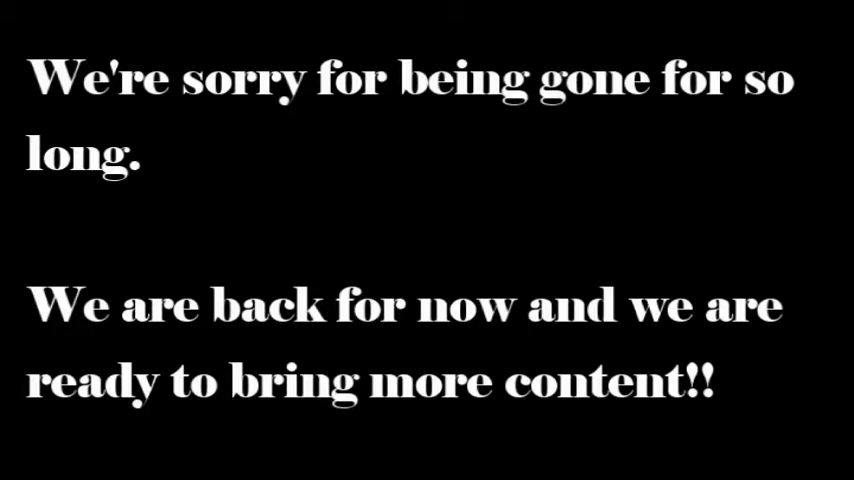 We're sorry for being gone for so
long.
We are back for now and we are
ready to bring more content!!